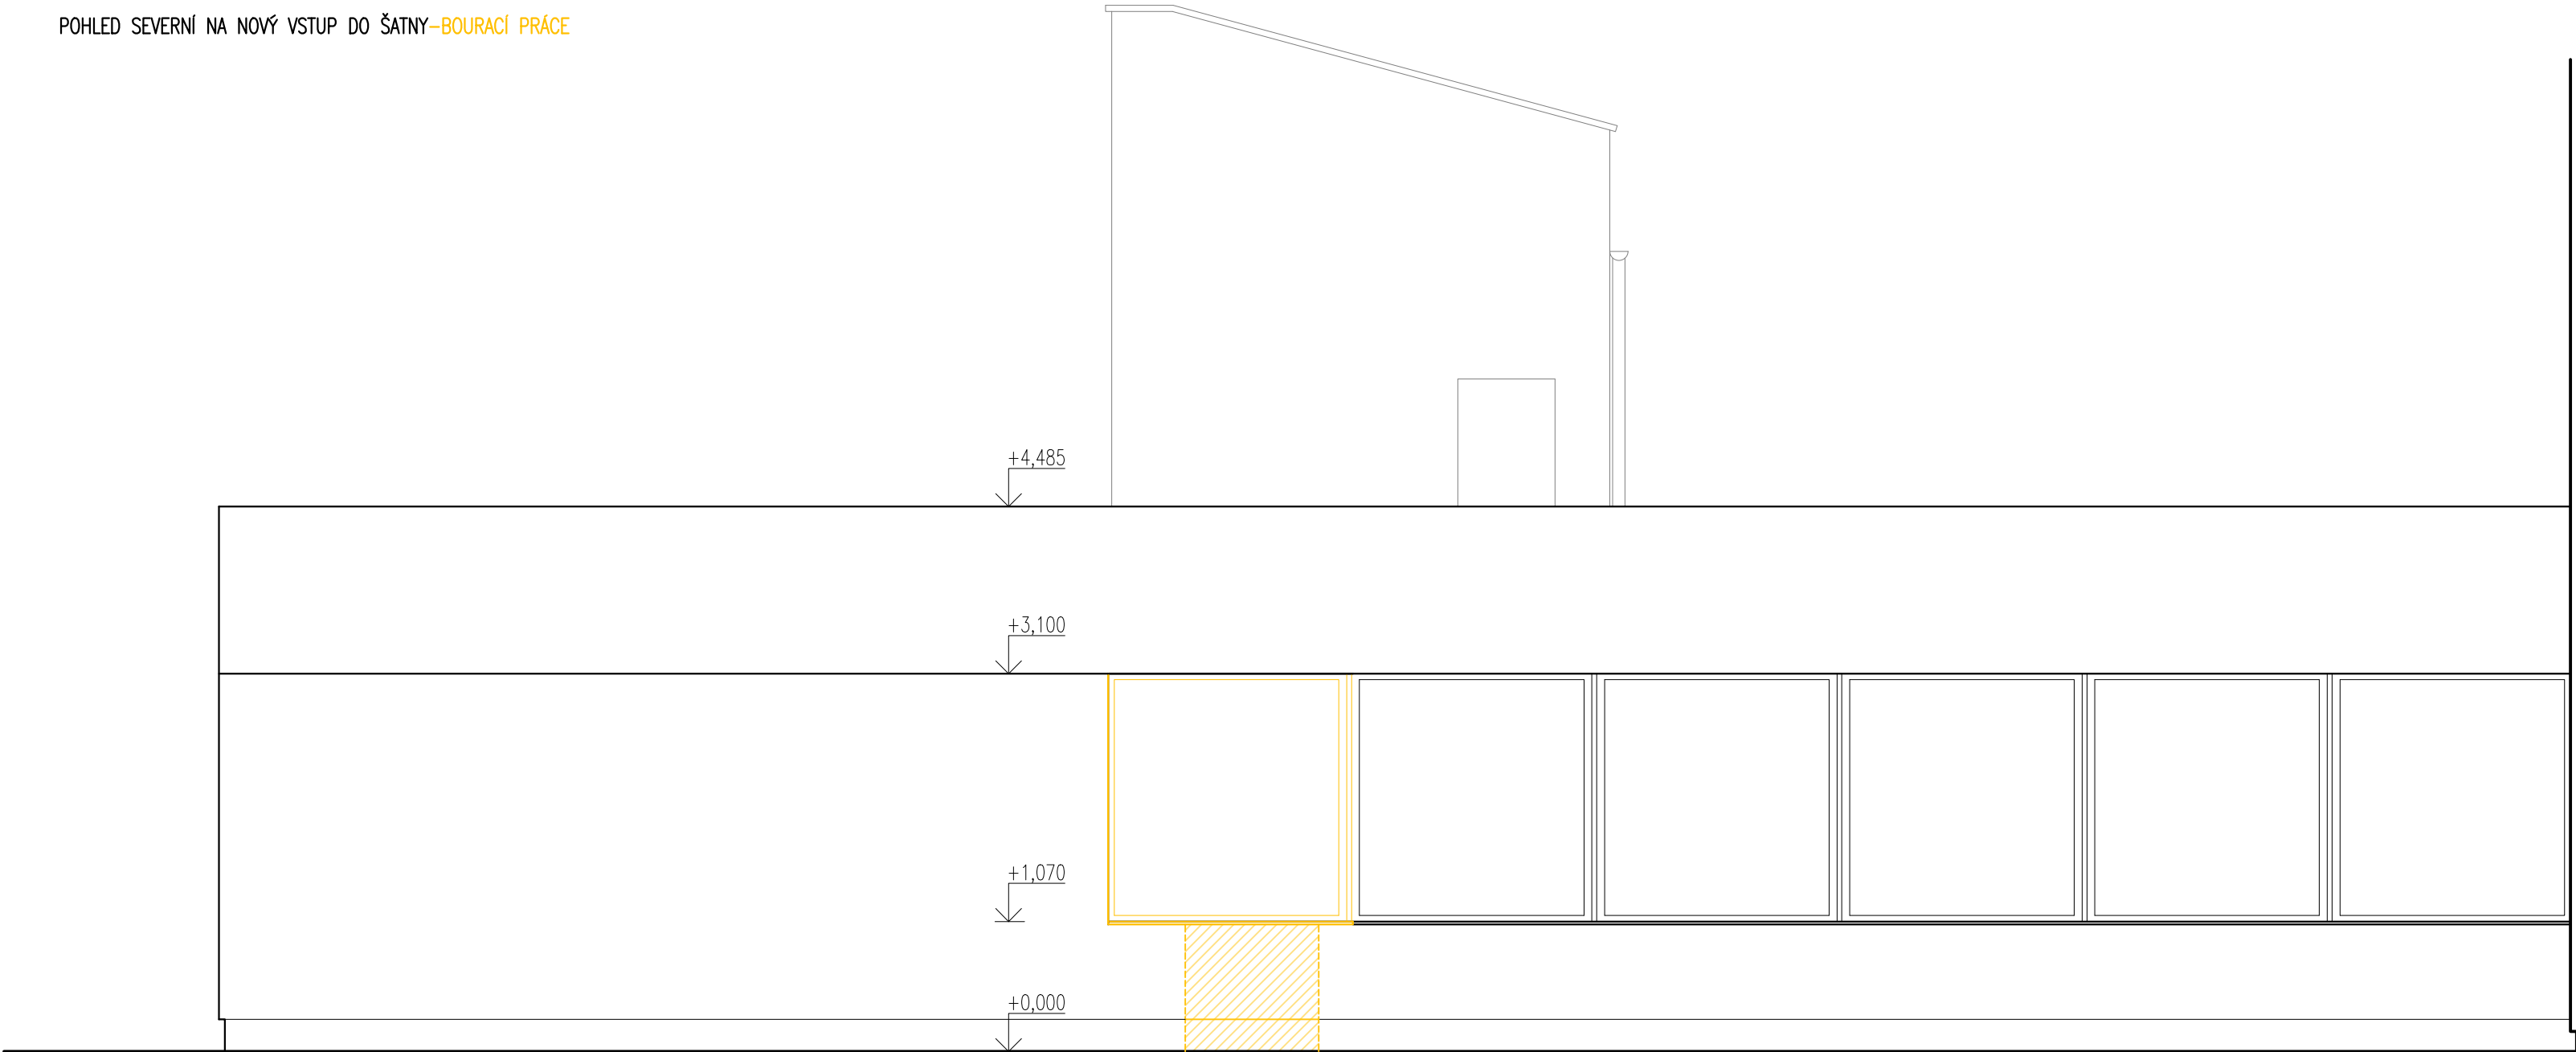 POHLED SEVERNÍ NA NOVÝ VSTUP DO ŠATNY-BOURACÍ PRÁCE
+4,485
+3,100
+1,070
+0,000